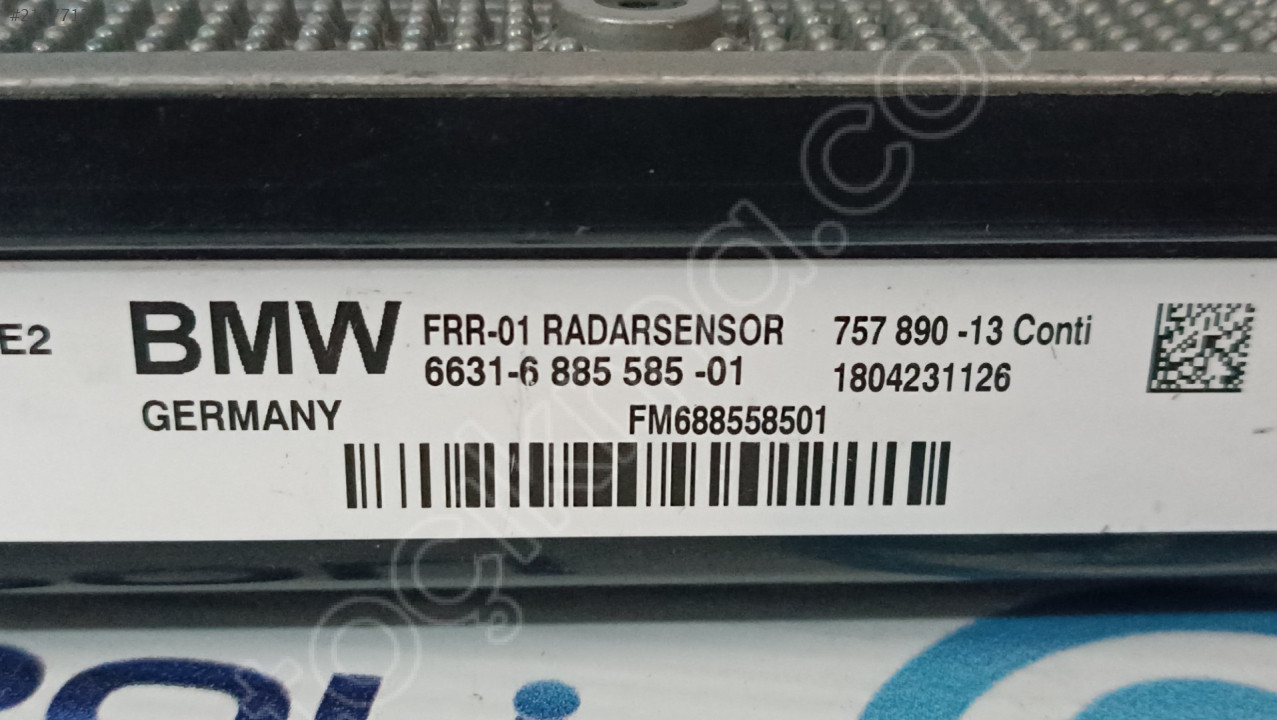 E2
BMW FRR-01 RADARSENSOR 757 890 -13 Conti
6631-6 885 585 -01 1804231126
GERMANY FM688558501